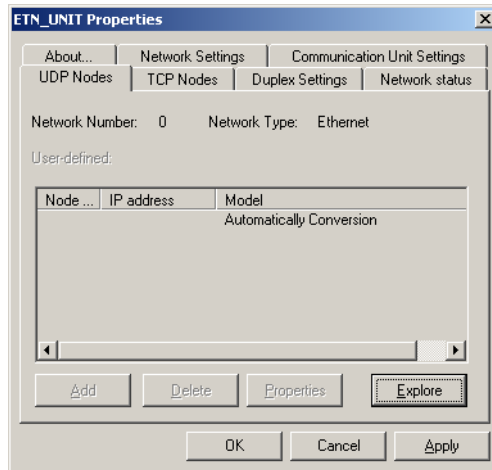 ETN_UNIT Properties
About... Network Settings Communication Unit Settings
UDP Nodes TCP Nodes Duplex Settings Network status
Network Number: 0 Network Type: Ethernet
User-defined:
Node ... IP address Model
Automatically Conversion
Add Delete Properties Explore
OK Cancel Apply